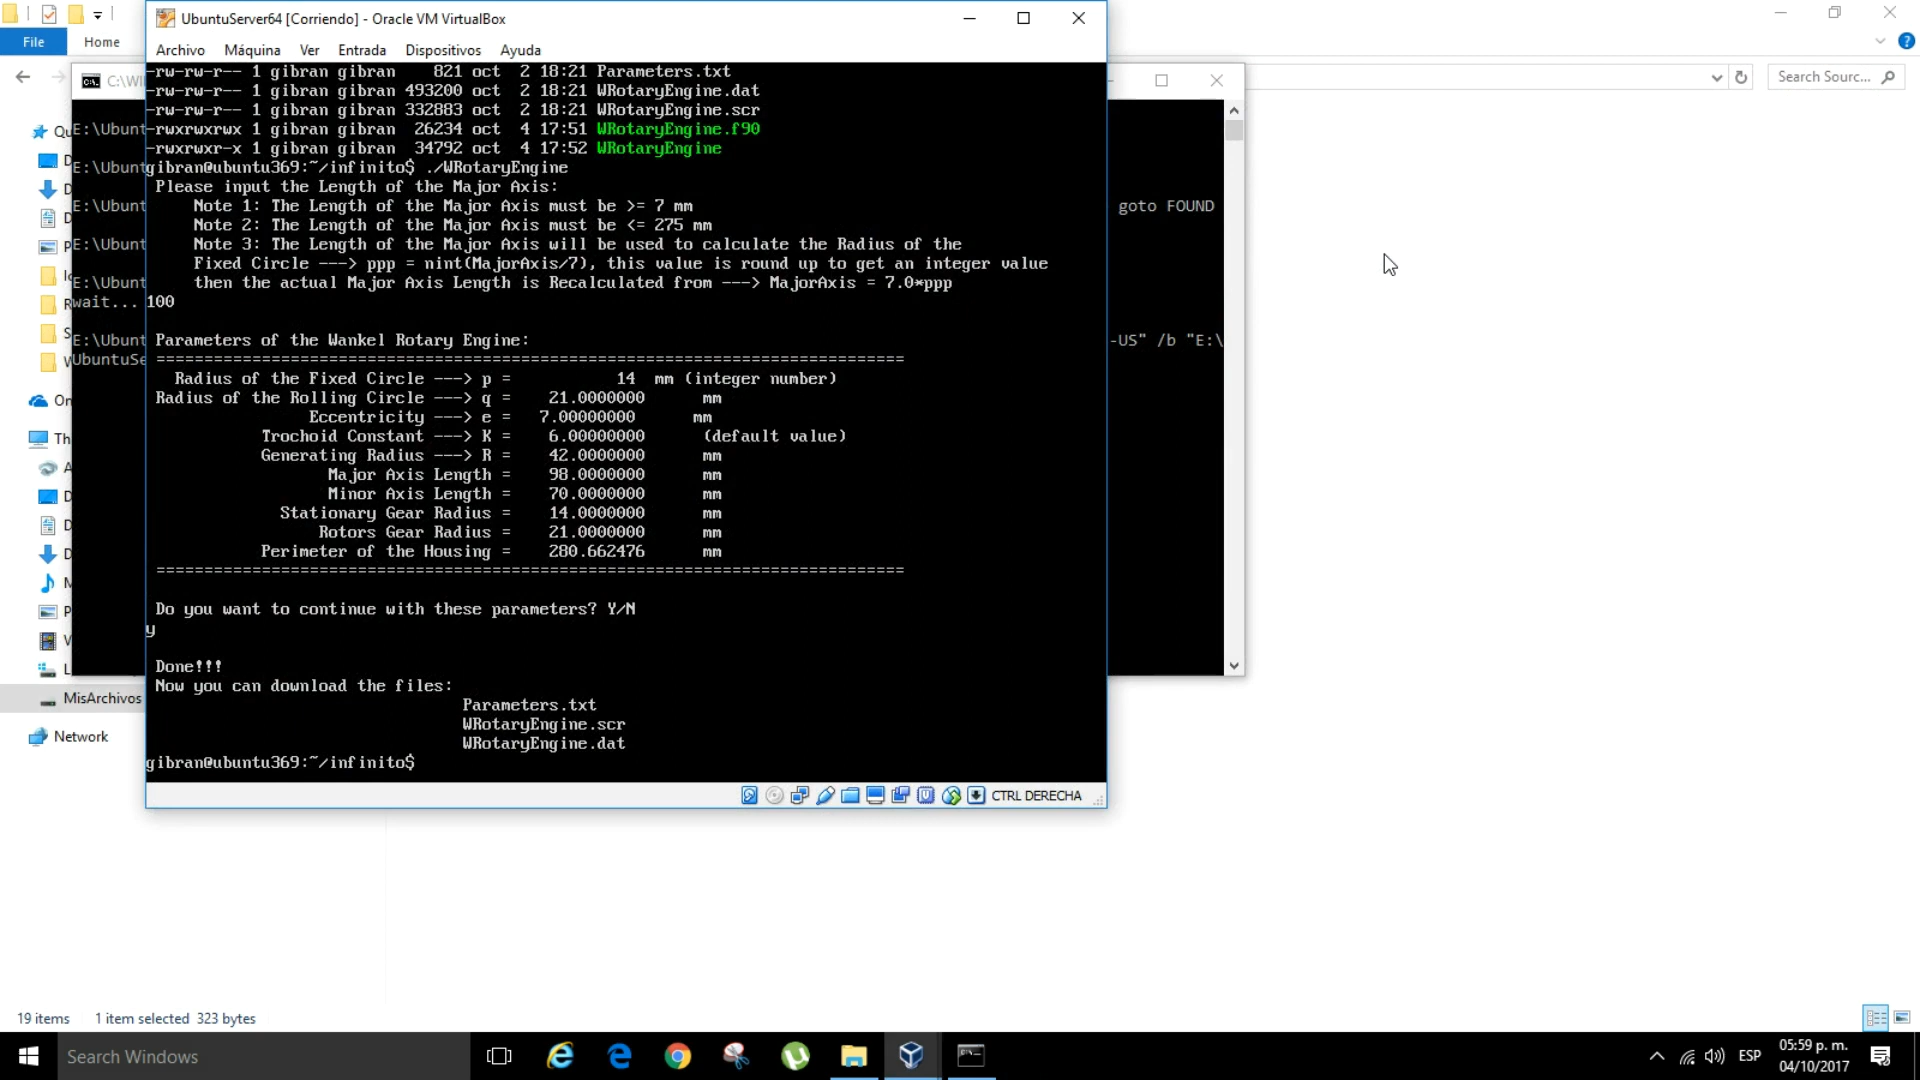 UbuntuServer64 [Corriendo] - Oracle VM VirtualBox
File
Home
Archivo Máquina Ver Entrada Dispositivos Ayuda
C:\WI
Search Sourc...
-rw-rw-r-- 1 gibran gibran    821 oct  2 18:21 Parameters.txt
-rw-rw-r-- 1 gibran gibran 493200 oct  2 18:21 WRotaryEngine.dat
-rw-rw-r-- 1 gibran gibran 332883 oct  2 18:21 WRotaryEngine.scr
-rwxrwxrwx 1 gibran gibran  26234 oct  4 17:51 WRotaryEngine.f90
-rwxrwxr-x 1 gibran gibran  34792 oct  4 17:52 WRotaryEngine
gibran@ubuntu369:~/infinito$ ./WRotaryEngine
Please input the Length of the Major Axis:
Note 1: The Length of the Major Axis must be >= 7 mm
Note 2: The Length of the Major Axis must be <= 275 mm
Note 3: The Length of the Major Axis will be used to calculate the Radius of the
Fixed Circle ---> ppp = nint(MajorAxis/7), this value is round up to get an integer value
then the actual Major Axis Length is Recalculated from ---> MajorAxis = 7.0*ppp
100
Parameters of the Wankel Rotary Engine:
==============================================================================
Radius of the Fixed Circle ---> p = 14 mm (integer number)
Radius of the Rolling Circle ---> q = 21.0000000 mm
Eccentricity ---> e = 7.00000000 mm
Trochoid Constant ---> K = 6.00000000 (default value)
Generating Radius ---> R = 42.0000000 mm
Major Axis Length = 98.0000000 mm
Minor Axis Length = 70.0000000 mm
Stationary Gear Radius = 14.0000000 mm
Rotors Gear Radius = 21.0000000 mm
Perimeter of the Housing = 280.662476 mm
==============================================================================
Do you want to continue with these parameters? Y/N
y
Done!!!
Now you can download the files:
Parameters.txt
WRotaryEngine.scr
WRotaryEngine.dat
gibran@ubuntu369:~/infinito$
CTRL DERECHA
E:\Ubunt
E:\Ubunt
E:\Ubunt
goto FOUND
E:\Ubunt
E:\Ubunt
wait...
E:\Ubunt
-US" /b "E:\
UbuntuSe
Qu
On
Th
MisArchivos
Network
19 items 1 item selected 323 bytes
Search Windows
ESP
05:59 p. m.
04/10/2017